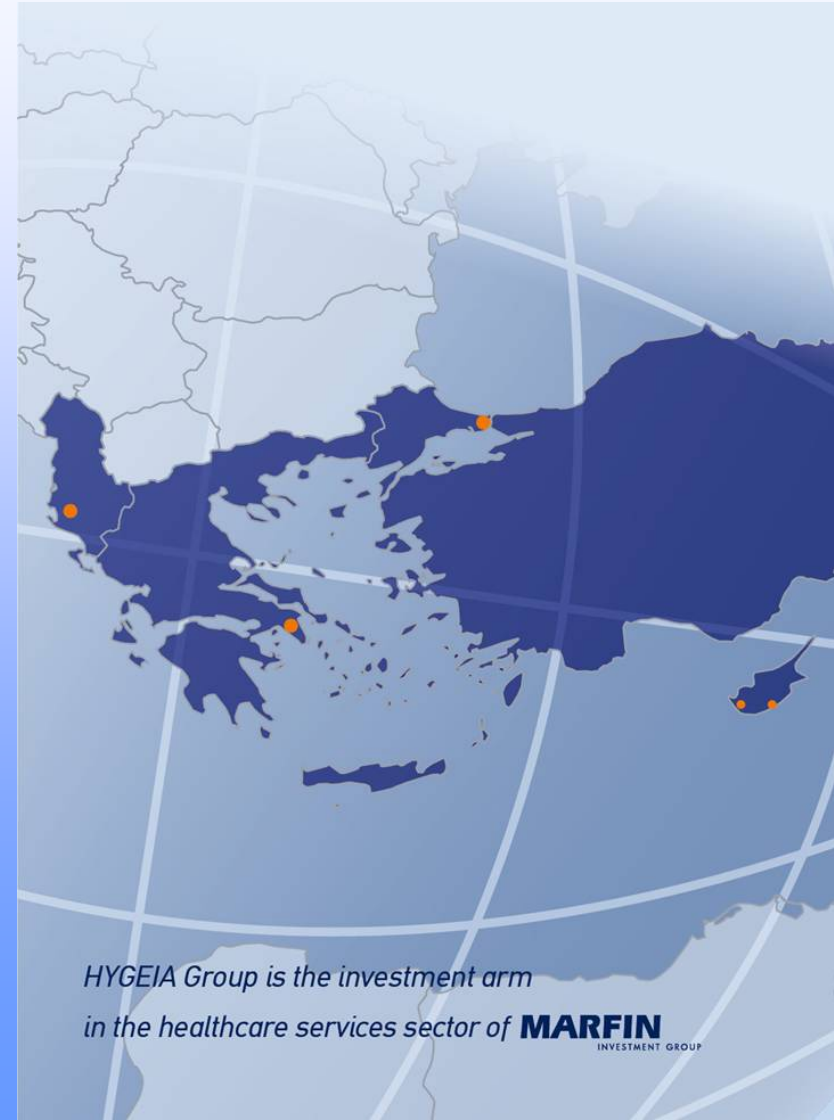 HYGEIA Group is the investment arm
in the healthcare services sector of MARFIN
INVESTMENT GROUP